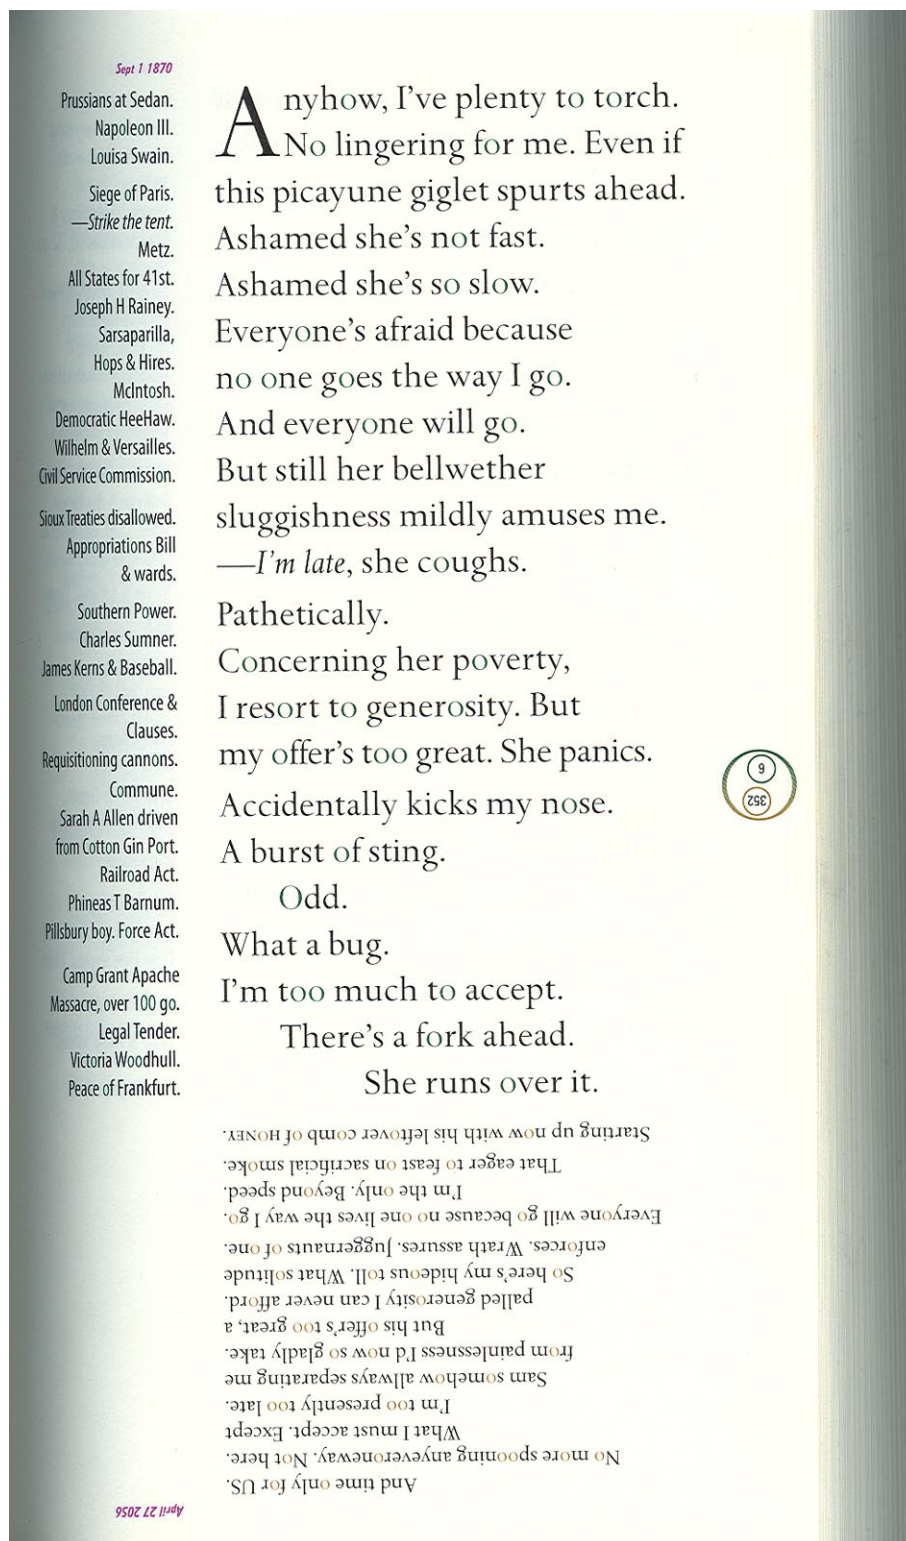 Sept 1 1870
Prussians at Sedan.
Napoleon III.
Louisa Swain.
Siege of Paris.
—Strike the tent.
Metz.
All States for 41st.
Joseph H Rainey.
Sarsaparilla,
Hops & Hires.
McIntosh.
Democratic HeeHaw.
Wilhelm & Versailles.
Civil Service Commission.
Sioux Treaties disallowed.
Appropriations Bill
& wards.
Southern Power.
Charles Sumner.
James Kerns & Baseball.
London Conference &
Clauses.
Requisitioning cannons.
Commune.
Sarah A Allen driven
from Cotton Gin Port.
Railroad Act.
Phineas T Barnum.
Pillsbury boy. Force Act.
Camp Grant Apache
Massacre, over 100 go.
Legal Tender.
Victoria Woodhull.
Peace of Frankfurt.
Anyhow, I've plenty to torch.
No lingering for me. Even if
this picayune giglet spurts ahead.
Ashamed she's not fast.
Ashamed she's so slow.
Everyone's afraid because
no one goes the way I go.
And everyone will go.
But still her bellwether
sluggishness mildly amuses me.
—I'm late, she coughs.
Pathetically.
Concerning her poverty,
I resort to generosity. But
my offer's too great. She panics.
Accidentally kicks my nose.
A burst of sting.
Odd.
What a bug.
I'm too much to accept.
There's a fork ahead.
She runs over it.
352
6
April 27 2056
And time only for US.
No more spooning anyeveroneway. Not here.
What I must accept. Except
I'm too presently too late.
Sam somehow allways separating me
from painlessness I'd now so gladly take.
But his offer's too great, a
palled generosity I can never afford.
So here's my hideous toll. What solitude
enforces. Wrath assures. Juggernauts of one.
Everyone will go because no one lives the way I go.
I'm the only. Beyond speed.
That eager to feast on sacrificial smoke.
Starting up now with his leftover comb of HONEY.